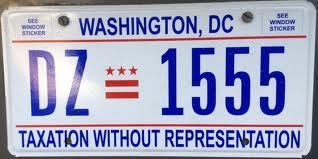 WASHINGTON, DC
SEE
WINDOW
STICKER
SEE
WINDOW
STICKER
DZ 1555
TAXATION WITHOUT REPRESENTATION